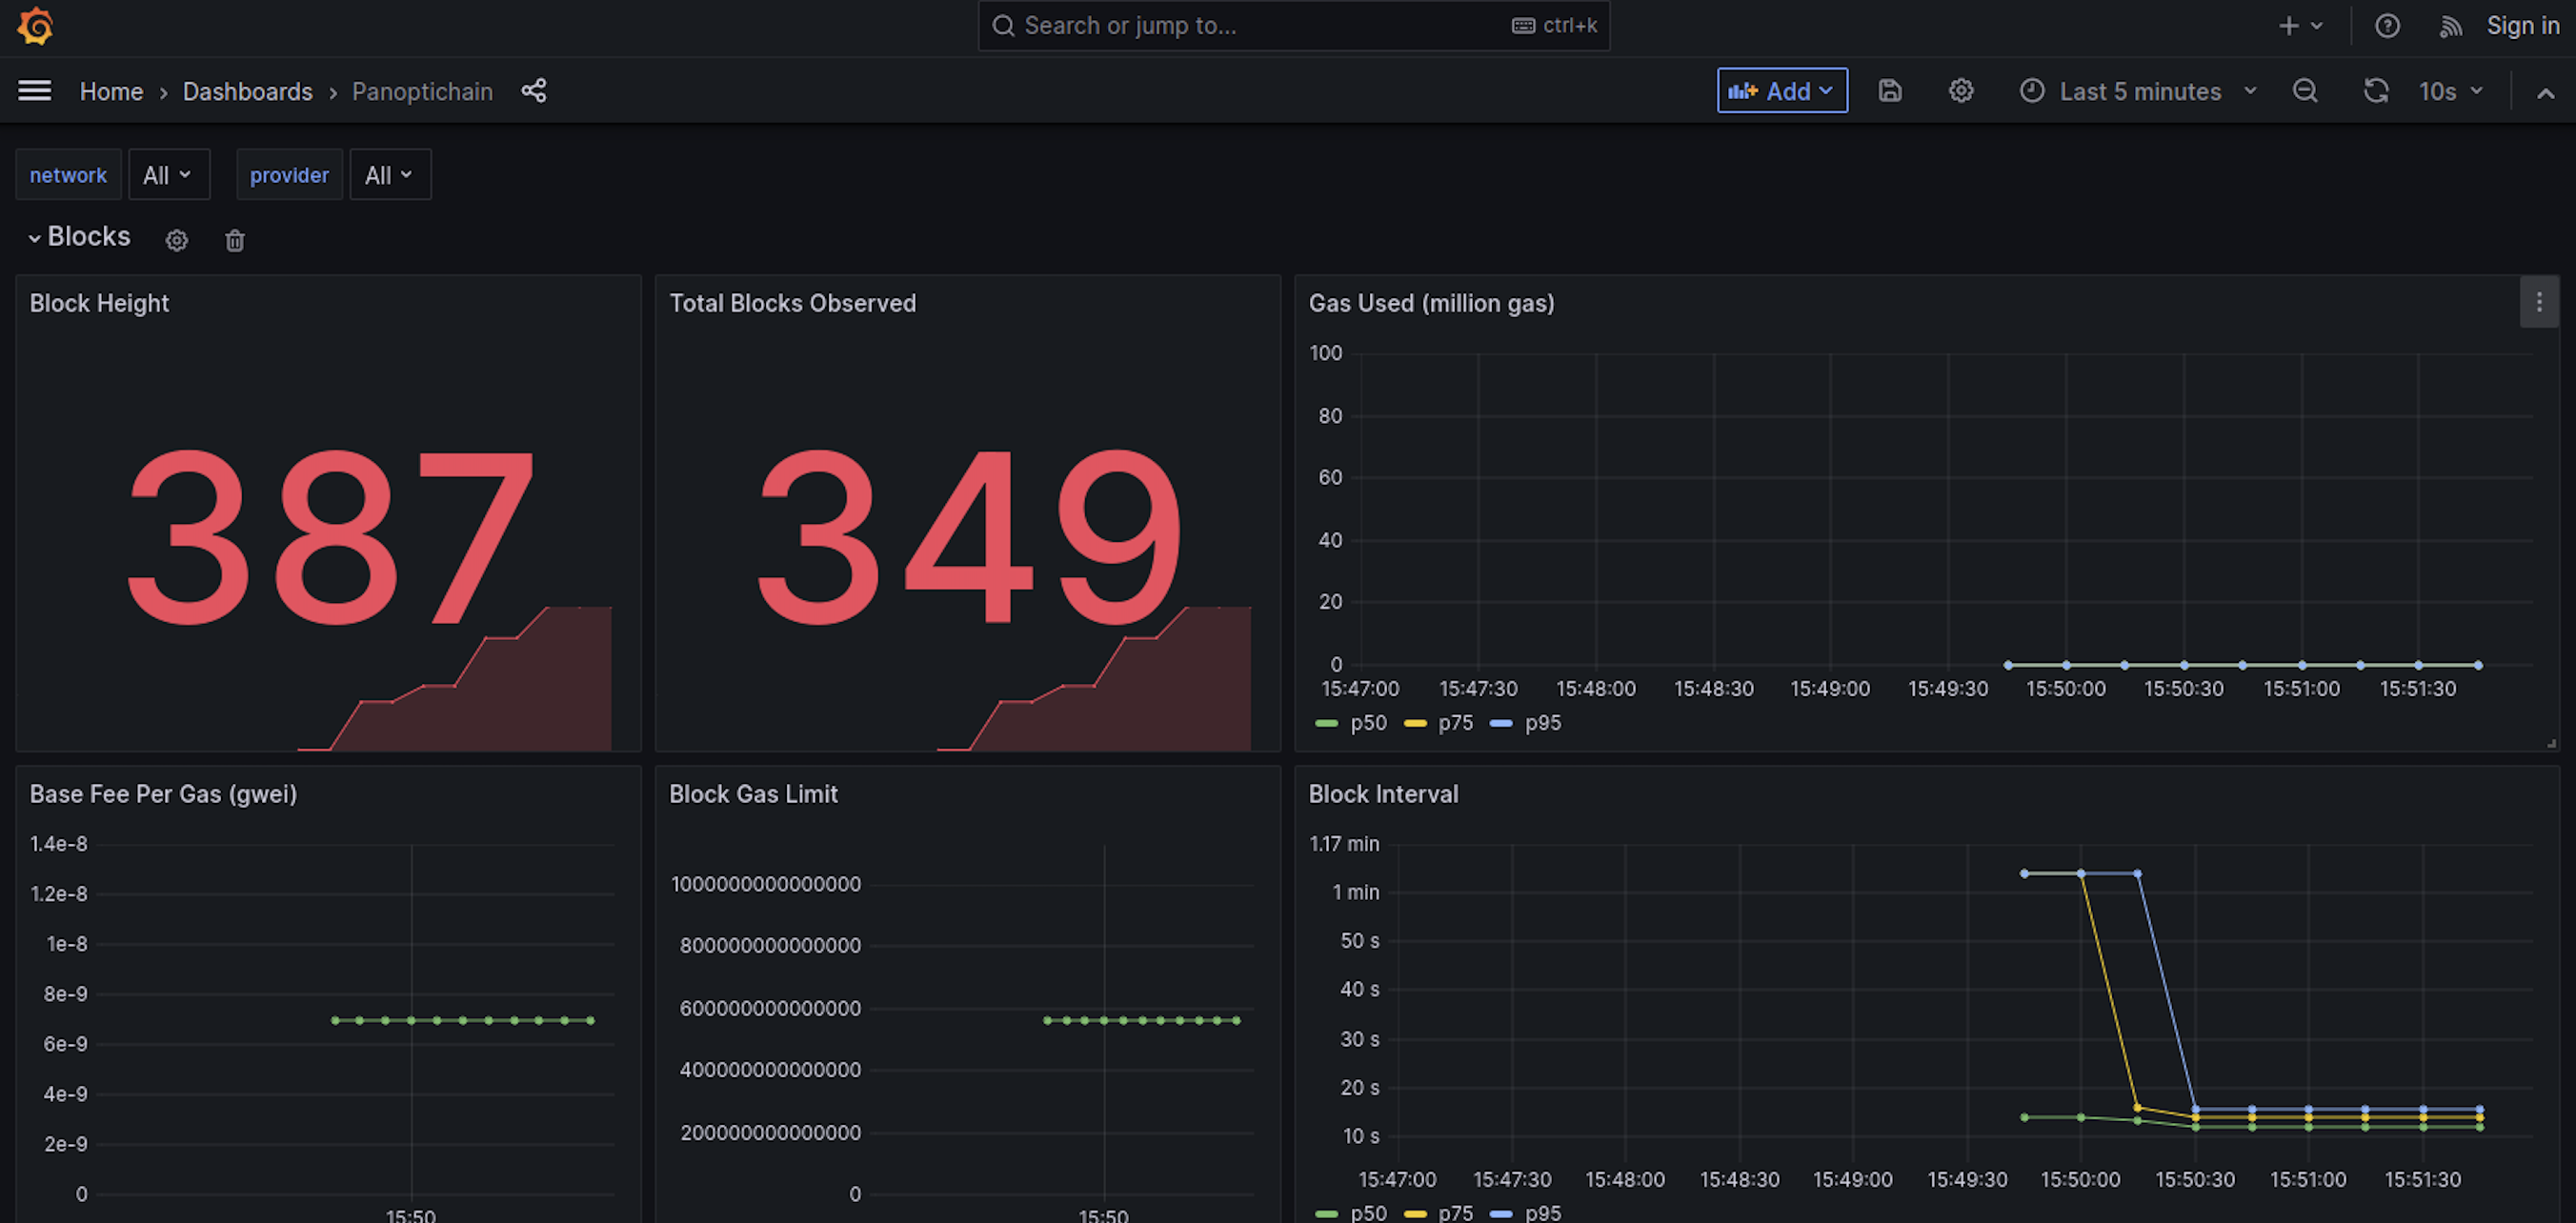 Search or jump to... ctrl+k Sign in
Home › Dashboards › Panoptichain Add Last 5 minutes 10s
network All provider All
Blocks
Block Height
387
Total Blocks Observed
349
Gas Used (million gas)
100
80
60
40
20
0
15:47:00 15:47:30 15:48:00 15:48:30 15:49:00 15:49:30 15:50:00 15:50:30 15:51:00 15:51:30
p50 p75 p95
Base Fee Per Gas (gwei)
1.4e-8
1.2e-8
1e-8
8e-9
6e-9
4e-9
2e-9
0
15:50
Block Gas Limit
1000000000000000
800000000000000
600000000000000
400000000000000
200000000000000
0
15:50
Block Interval
1.17 min
1 min
50 s
40 s
30 s
20 s
10 s
15:47:00 15:47:30 15:48:00 15:48:30 15:49:00 15:49:30 15:50:00 15:50:30 15:51:00 15:51:30
p50 p75 p95